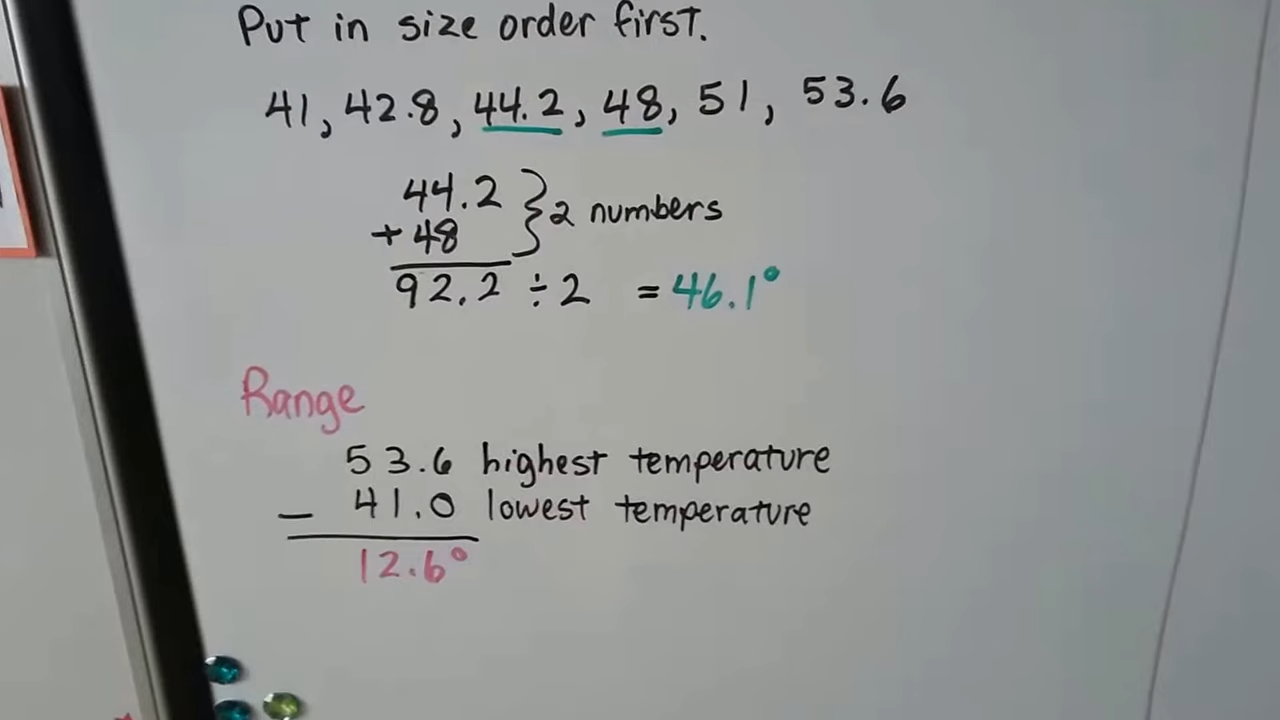 Put in size order first.
41, 42.8, 44.2, 48, 51, 53.6
44.2
+48
} 2 numbers
92.2 ÷ 2 = 46.1°
Range
53.6 highest temperature
- 41.0 lowest temperature
12.6°